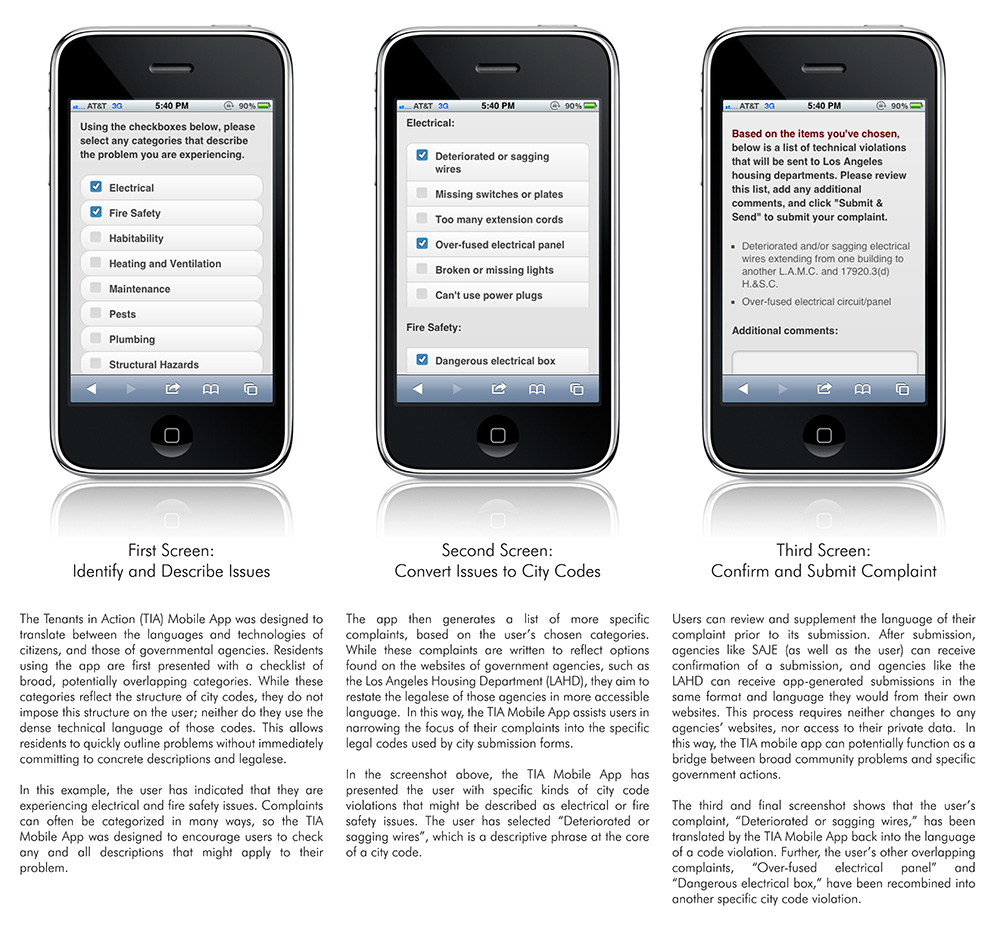 AT&T 3G 5:40 PM 90%
Using the checkboxes below, please
select any categories that describe
the problem you are experiencing.
Electrical
Fire Safety
Habitability
Heating and Ventilation
Maintenance
Pests
Plumbing
Structural Hazards
AT&T 3G 5:40 PM 90%
Electrical:
Deteriorated or sagging
wires
Missing switches or plates
Too many extension cords
Over-fused electrical panel
Broken or missing lights
Can't use power plugs
Fire Safety:
Dangerous electrical box
AT&T 3G 5:40 PM 90%
Based on the items you've chosen,
below is a list of technical violations
that will be sent to Los Angeles
housing departments. Please review
this list, add any additional
comments, and click "Submit &
Send" to submit your complaint.
Deteriorated and/or sagging electrical
wires extending from one building to
another L.A.M.C. and 17920.3(d)
H.&S.C.
Over-fused electrical circuit/panel
Additional comments:
First Screen:
Identify and Describe Issues
Second Screen:
Convert Issues to City Codes
Third Screen:
Confirm and Submit Complaint
The Tenants in Action (TIA) Mobile App was designed to
translate between the languages and technologies of
citizens, and those of governmental agencies. Residents
using the app are first presented with a checklist of
broad, potentially overlapping categories. While these
categories reflect the structure of city codes, they do not
impose this structure on the user; neither do they use the
dense technical language of those codes. This allows
residents to quickly outline problems without immediately
committing to concrete descriptions and legalese.
In this example, the user has indicated that they are
experiencing electrical and fire safety issues. Complaints
can often be categorized in many ways, so the TIA
Mobile App was designed to encourage users to check
any and all descriptions that might apply to their
problem.
The app then generates a list of more specific
complaints, based on the user's chosen categories.
While these complaints are written to reflect options
found on the websites of government agencies, such as
the Los Angeles Housing Department (LAHD), they aim to
restate the legalese of those agencies in more accessible
language. In this way, the TIA Mobile App assists users in
narrowing the focus of their complaints into the specific
legal codes used by city submission forms.
In the screenshot above, the TIA Mobile App has
presented the user with specific kinds of city code
violations that might be described as electrical or fire
safety issues. The user has selected “Deteriorated or
sagging wires”, which is a descriptive phrase at the core
of a city code.
Users can review and supplement the language of their
complaint prior to its submission. After submission,
agencies like SAJE (as well as the user) can receive
confirmation of a submission, and agencies like the
LAHD can receive app-generated submissions in the
same format and language they would from their own
websites. This process requires neither changes to any
agencies’ websites, nor access to their private data. In
this way, the TIA mobile app can potentially function as a
bridge between broad community problems and specific
government actions.
The third and final screenshot shows that the user’s
complaint, “Deteriorated or sagging wires,” has been
translated by the TIA Mobile App back into the language
of a code violation. Further, the user’s other overlapping
complaints, “Over-fused electrical panel” and
“Dangerous electrical box,” have been recombined into
another specific city code violation.